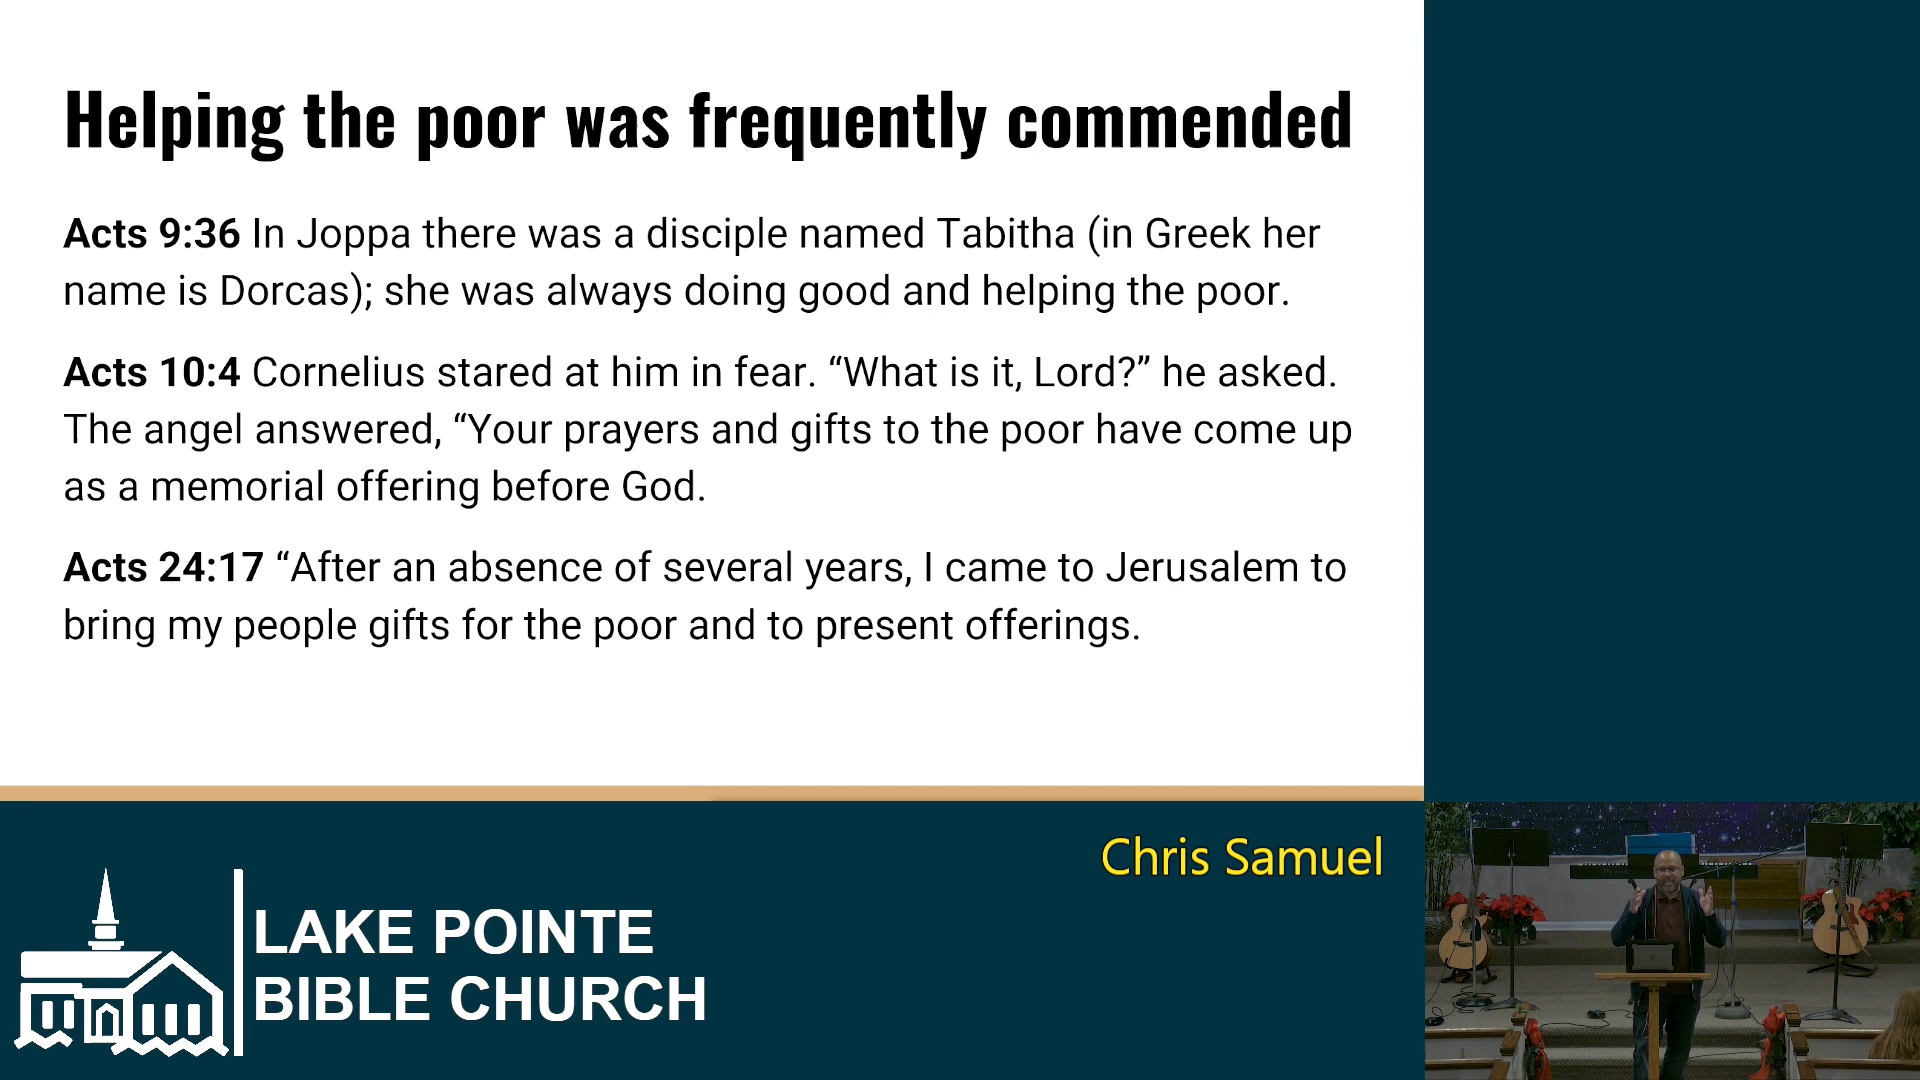 Helping the poor was frequently commended
Acts 9:36 In Joppa there was a disciple named Tabitha (in Greek her
name is Dorcas); she was always doing good and helping the poor.
Acts 10:4 Cornelius stared at him in fear. “What is it, Lord?” he asked.
The angel answered, “Your prayers and gifts to the poor have come up
as a memorial offering before God.
Acts 24:17 “After an absence of several years, I came to Jerusalem to
bring my people gifts for the poor and to present offerings.
Chris Samuel
LAKE POINTE
BIBLE CHURCH